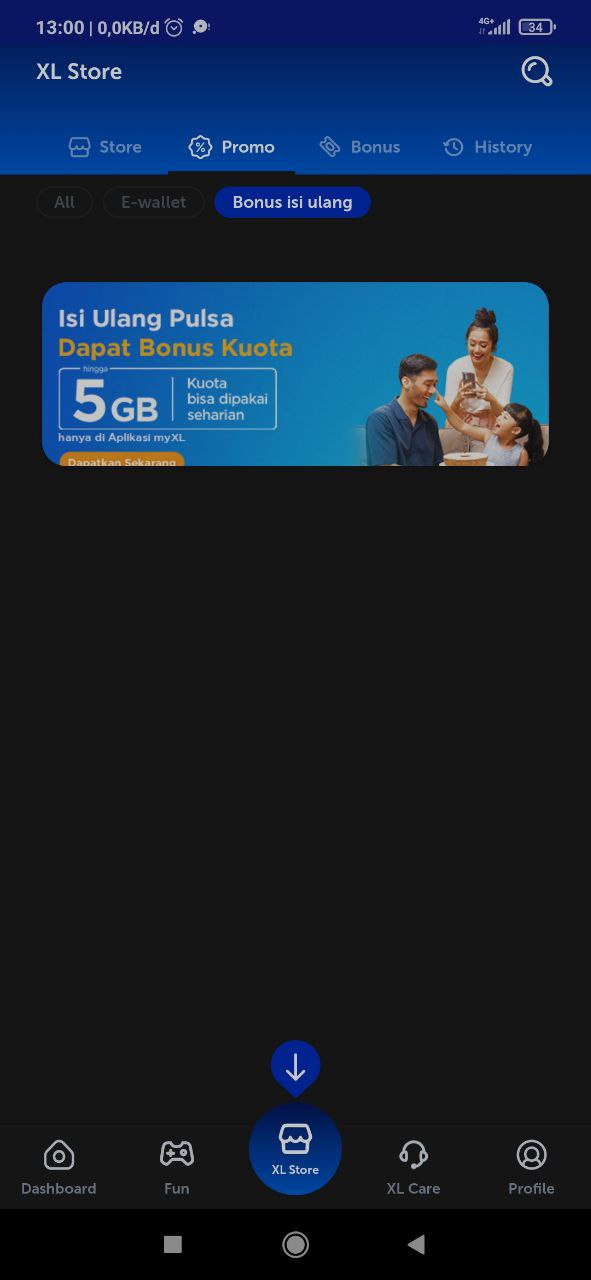 13:00 | 0,0KB/d
4G+
34
XL Store
Store
Promo
Bonus
History
All
E-wallet
Bonus isi ulang
Isi Ulang Pulsa
Dapat Bonus Kuota
hingga
5GB
Kuota
bisa dipakai
seharian
hanya di Aplikasi myXL
Dapatkan Sekarang
XL Store
Dashboard
Fun
XL Care
Profile